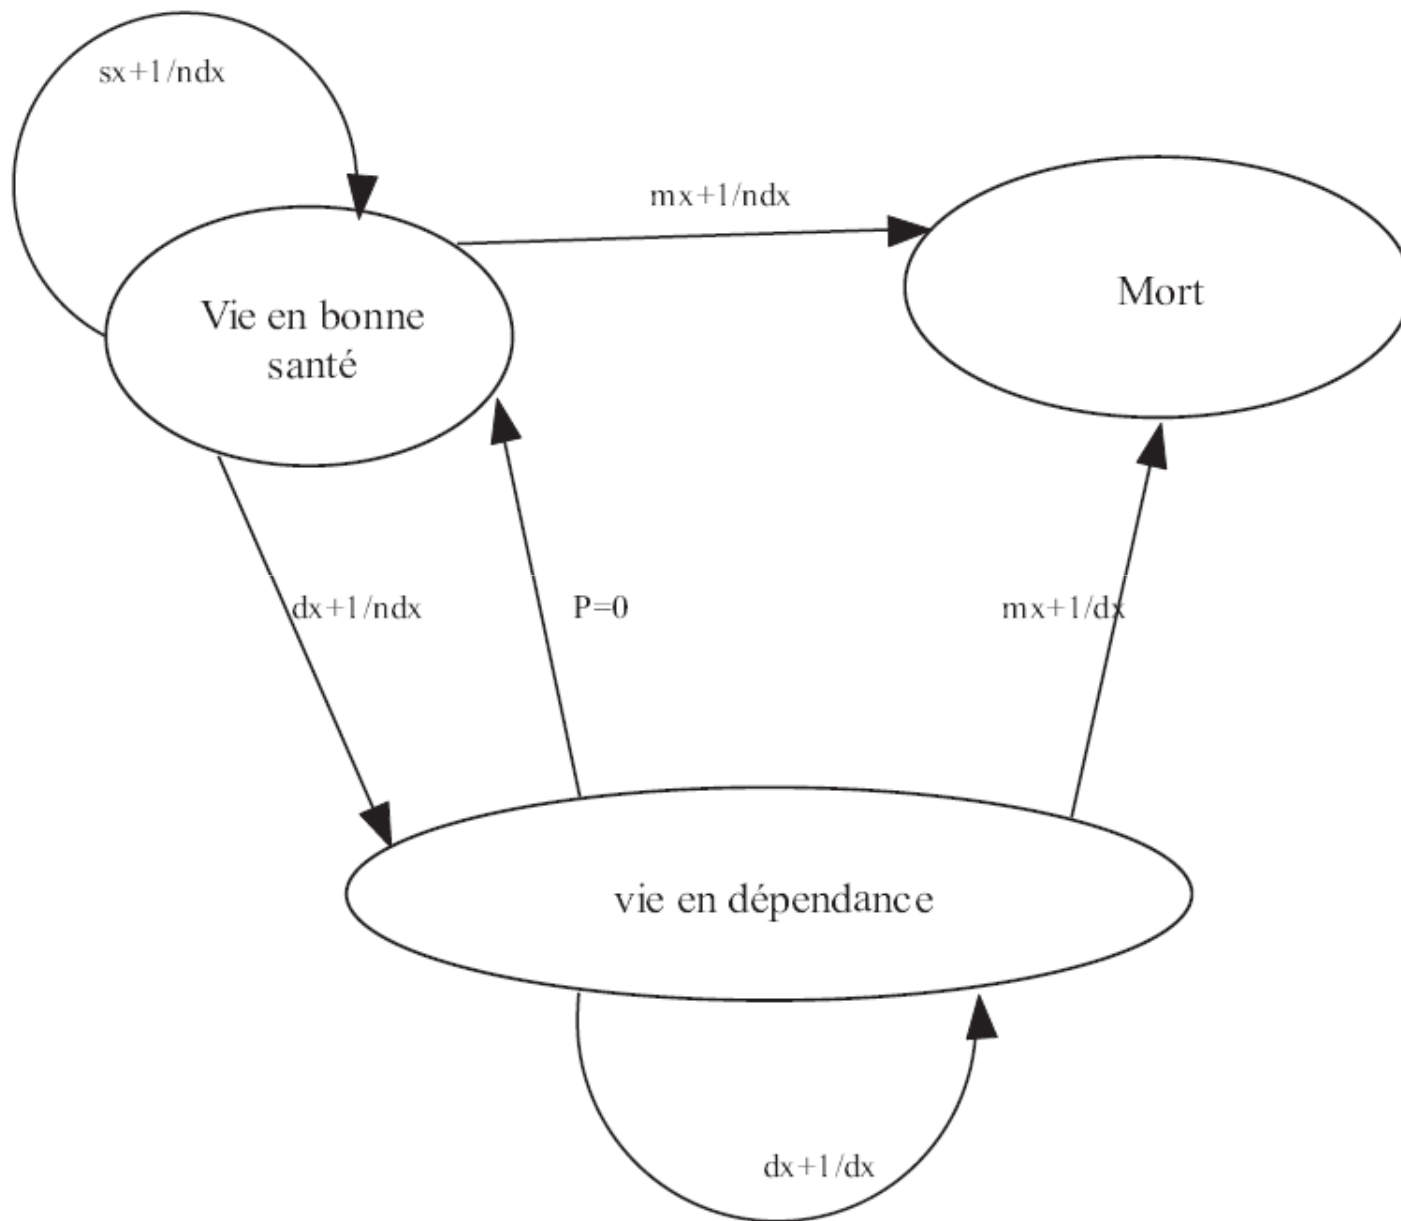 sx+1/ndx
mx+1/ndx
Mort
Vie en bonne
santé
dx+1/ndx
P=0
mx+1/dx
vie en dépendance
dx+1/dx